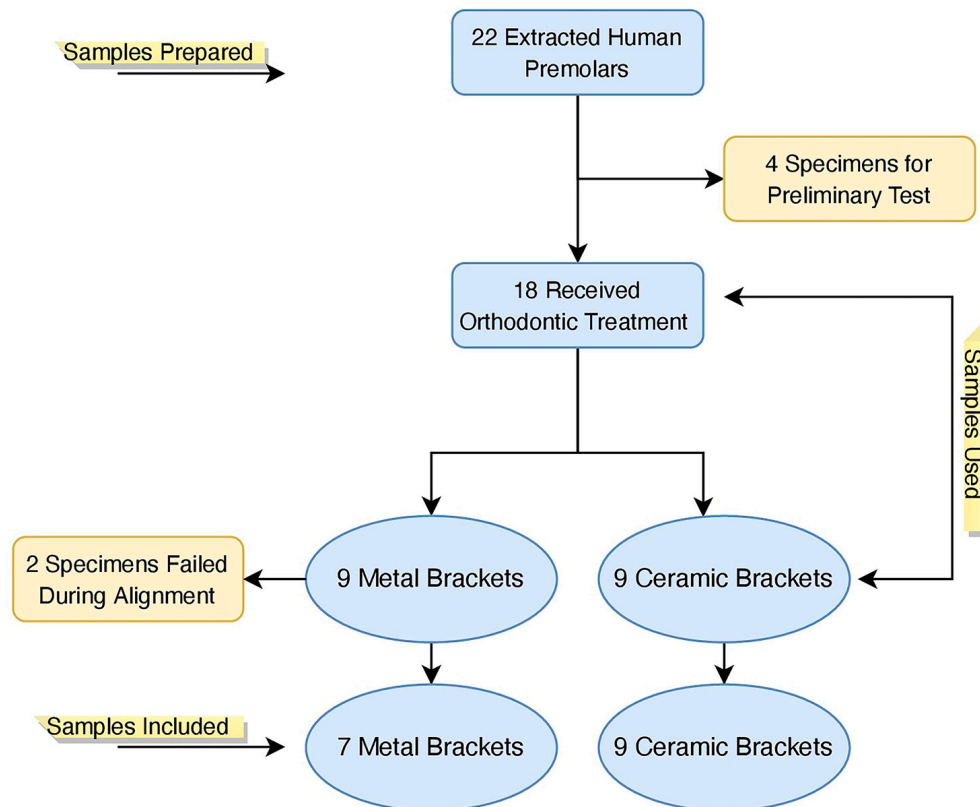 Samples Prepared
22 Extracted Human
Premolars
4 Specimens for
Preliminary Test
18 Received
Orthodontic Treatment
Samples Used
2 Specimens Failed
During Alignment
9 Metal Brackets
9 Ceramic Brackets
Samples Included
7 Metal Brackets
9 Ceramic Brackets